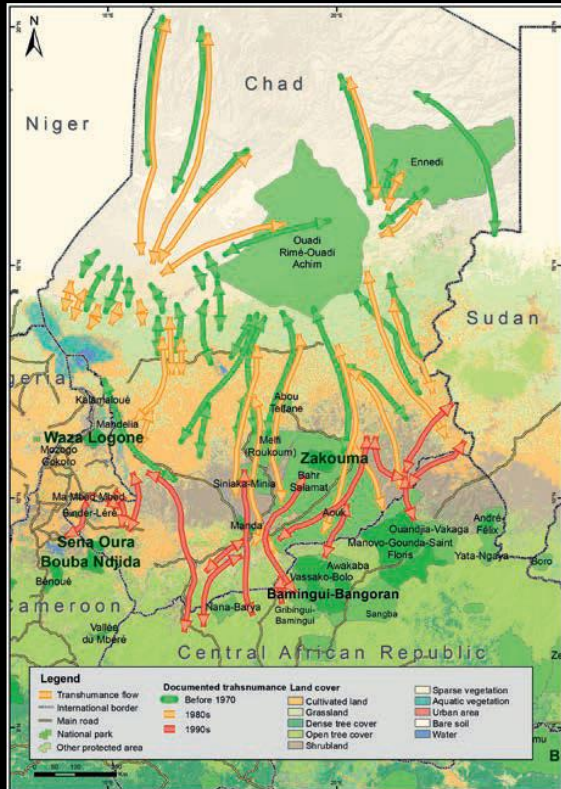 N
Chad
Niger
Ennedi
Ouadi
Rimé-Ouadi
Achim
Sudan
geria
Kalamaloué
Mandelia
Waza Logone
Mozogo
Gokoro
Abou
Telfane
Melfi
(Roukoum)
Zakouma
Siniaka-Minia
Bahr
Salamat
Ma Mbed Mbed
Binder-Léré
Manda
Aouk
André-
Félix
Sena Oura
Bouba Ndjida
Ouandjia-Vakaga
Manovo-Gounda-Saint
Floris
Yata-Ngaya
Boro
Bénoué
Awakaba
Vassako-Bolo
Bamingui-Bangoran
Cameroon
Nana-Barya
Gribingui-
Bamingui
Sangba
Vallée
du Mbéré
Central African Republic
Ze
Legend
Transhumance flow
International border
Main road
National park
Other protected area
Documented trahsnumance
Before 1970
1980s
1990s
Land cover
Cultivated land
Grassland
Dense tree cover
Open tree cover
Shrubland
Sparse vegetation
Aquatic vegetation
Urban area
Bare soil
Water
mu
B
Km